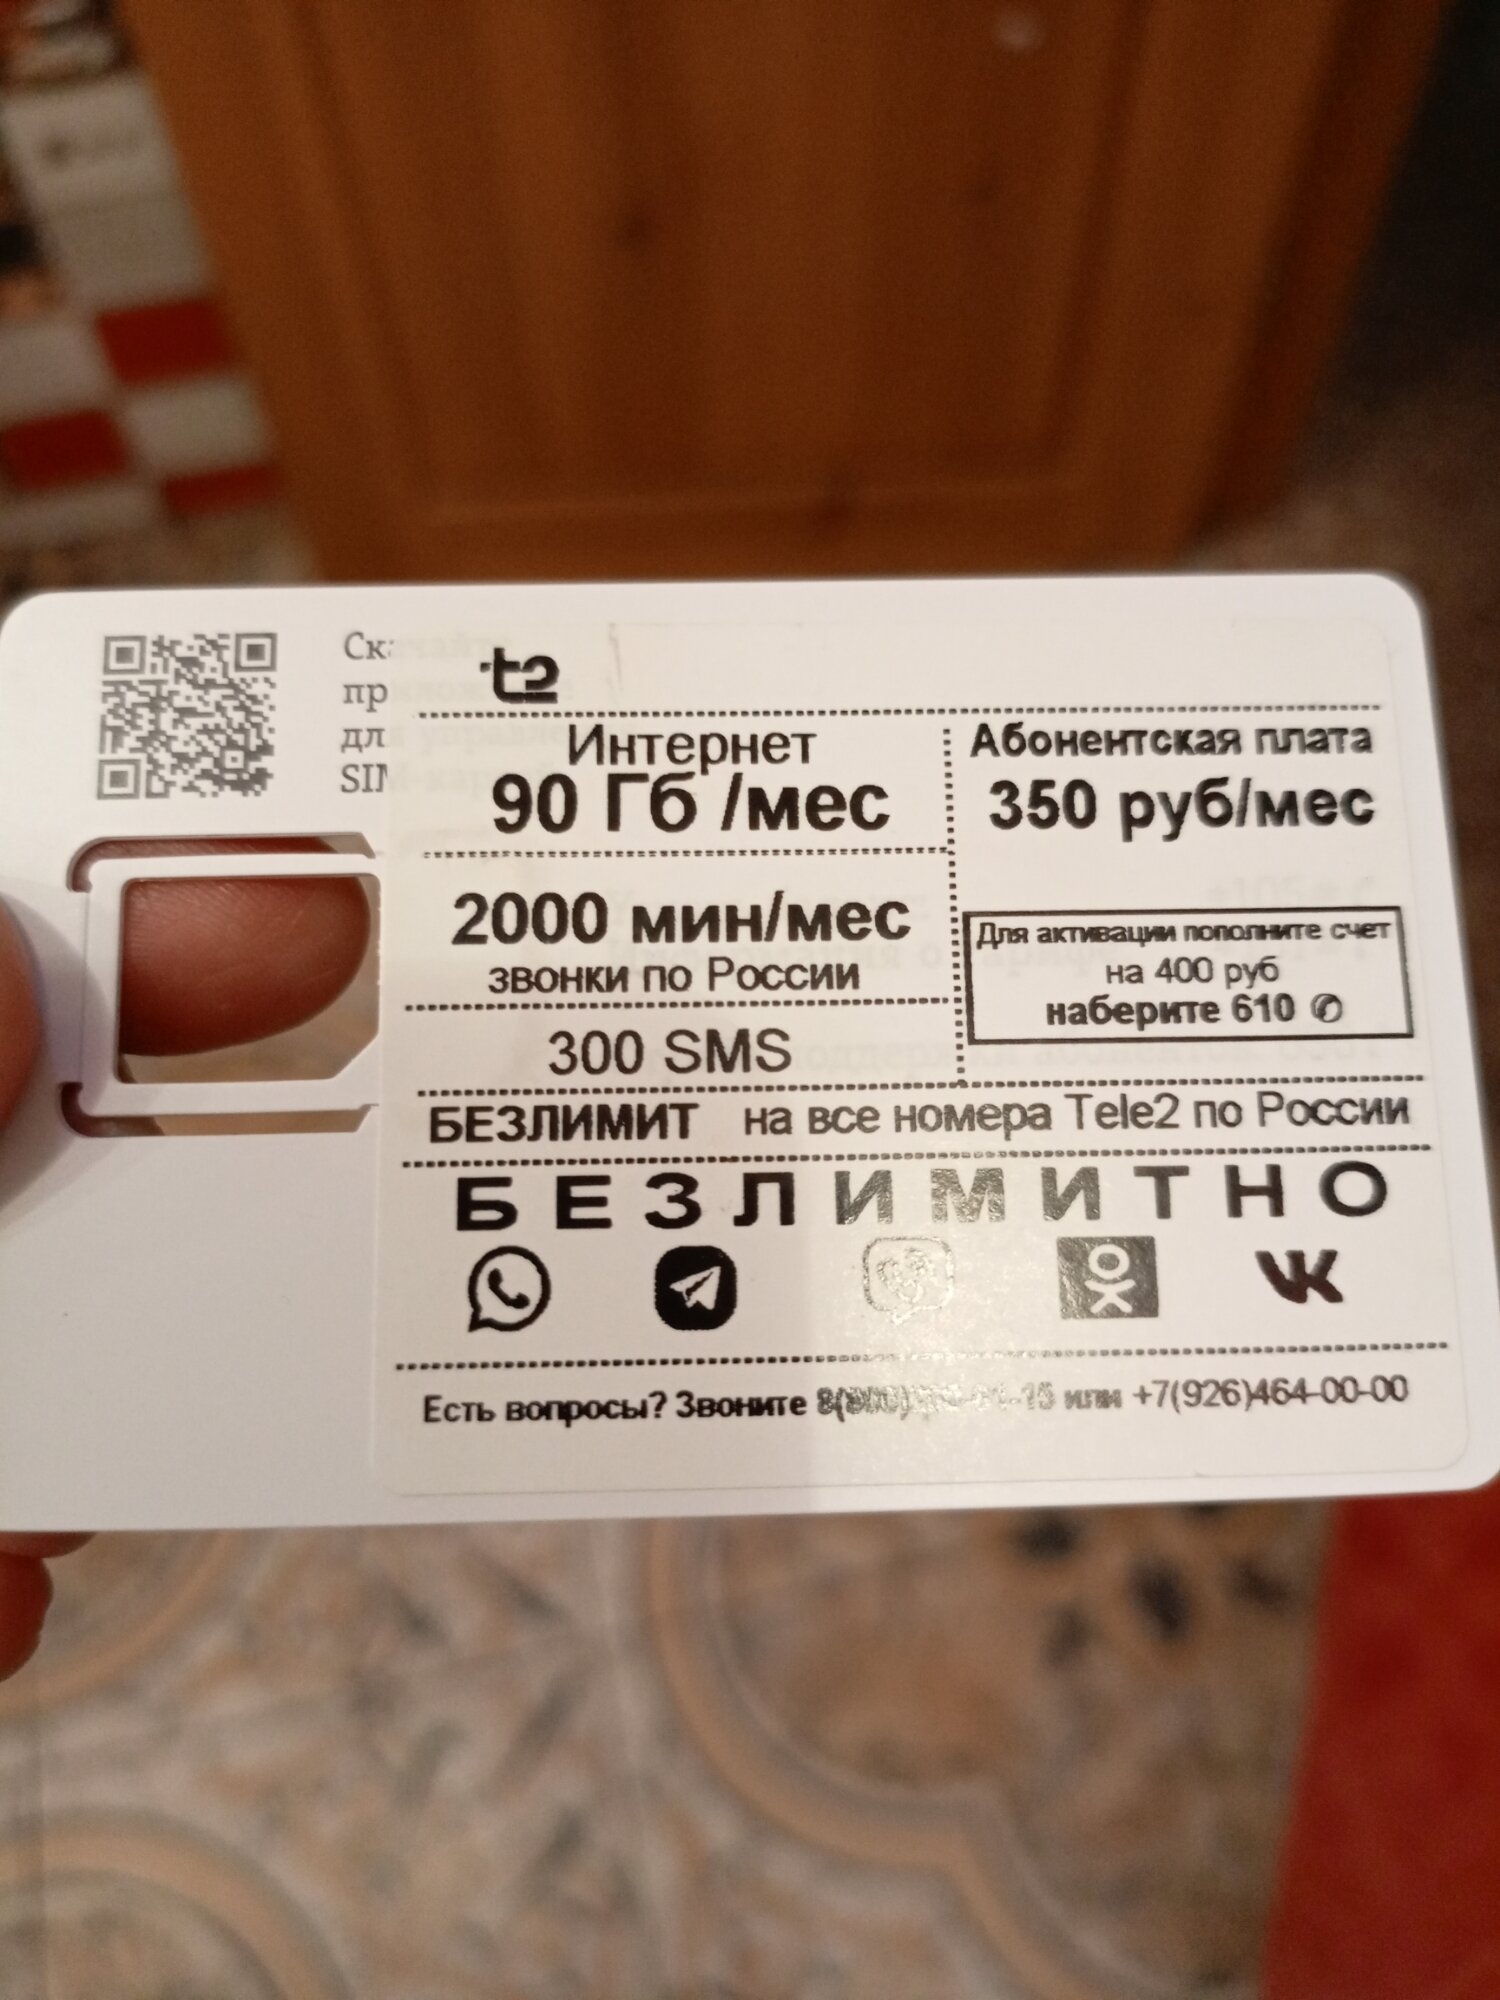 t2
Интернет
90 Гб /мес
Абонентская плата
350 руб/мес
2000 мин/мес
звонки по России
Для активации пополните счет
на 400 руб
наберите 610 ✆
300 SMS
БЕЗЛИМИТ на все номера Tele2 по России
БЕЗЛИМИТНО
Есть вопросы? Звоните или +7(926)464-00-00